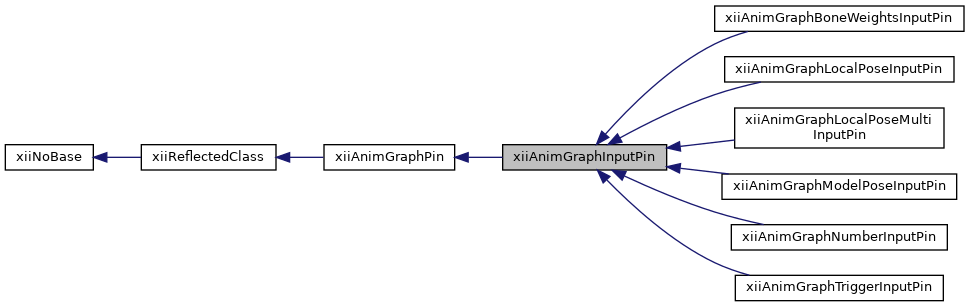 xiiNoBase
xiiReflectedClass
xiiAnimGraphPin
xiiAnimGraphInputPin
xiiAnimGraphBoneWeightsInputPin
xiiAnimGraphLocalPoseInputPin
xiiAnimGraphLocalPoseMulti
InputPin
xiiAnimGraphModelPoseInputPin
xiiAnimGraphNumberInputPin
xiiAnimGraphTriggerInputPin